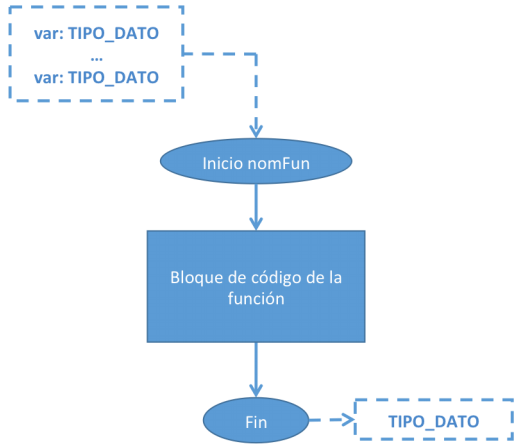 var: TIPO_DATO
...
var: TIPO_DATO
Inicio nomFun
Bloque de código de la
función
Fin
TIPO_DATO